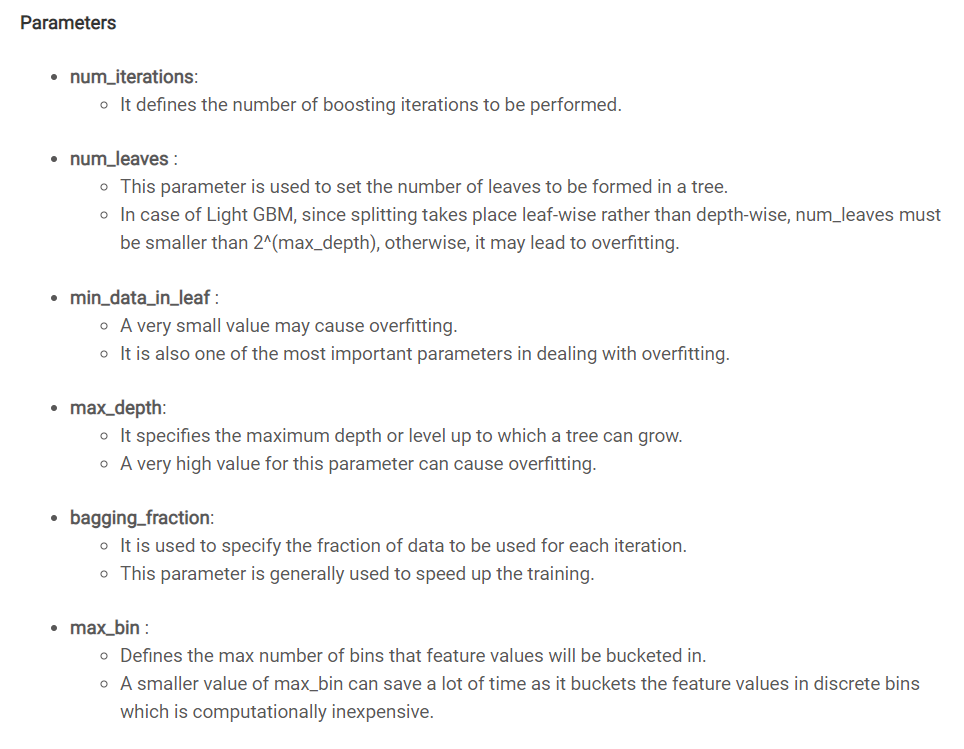 Parameters
• num_iterations:
○ It defines the number of boosting iterations to be performed.
• num_leaves :
○ This parameter is used to set the number of leaves to be formed in a tree.
○ In case of Light GBM, since splitting takes place leaf-wise rather than depth-wise, num_leaves must
be smaller than 2^(max_depth), otherwise, it may lead to overfitting.
• min_data_in_leaf :
○ A very small value may cause overfitting.
○ It is also one of the most important parameters in dealing with overfitting.
• max_depth:
○ It specifies the maximum depth or level up to which a tree can grow.
○ A very high value for this parameter can cause overfitting.
• bagging_fraction:
○ It is used to specify the fraction of data to be used for each iteration.
○ This parameter is generally used to speed up the training.
• max_bin :
○ Defines the max number of bins that feature values will be bucketed in.
○ A smaller value of max_bin can save a lot of time as it buckets the feature values in discrete bins
which is computationally inexpensive.